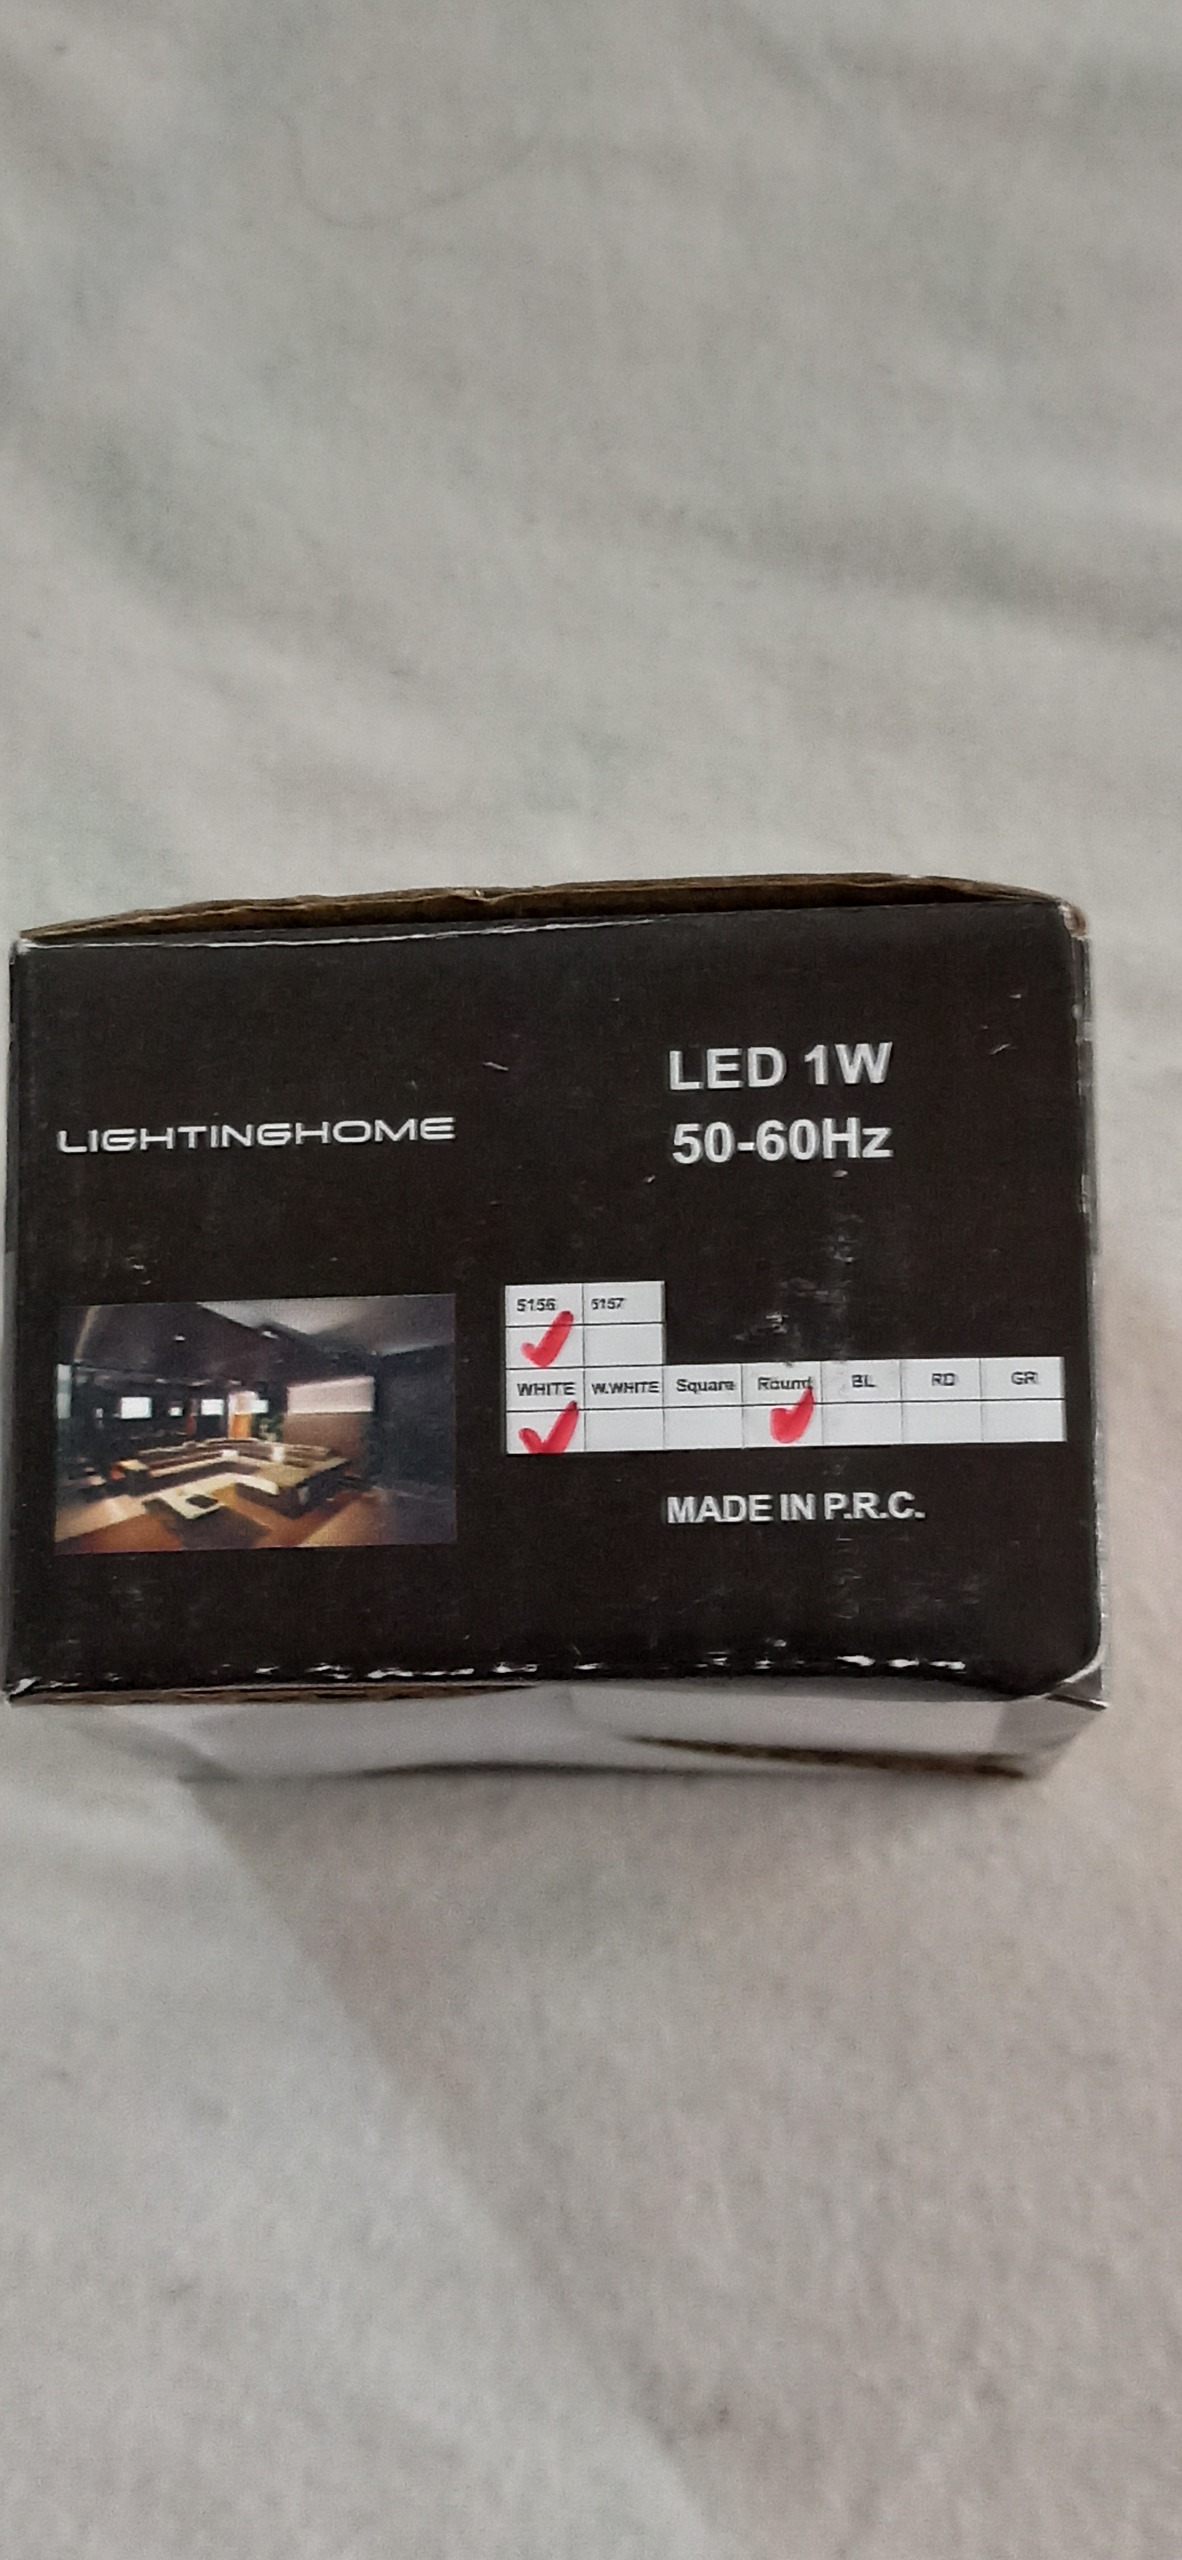 LIGHTINGHOME
LED 1W
50-60Hz
5156 5157
WHITE W.WHITE Square Round BL RD GR
MADE IN P.R.C.